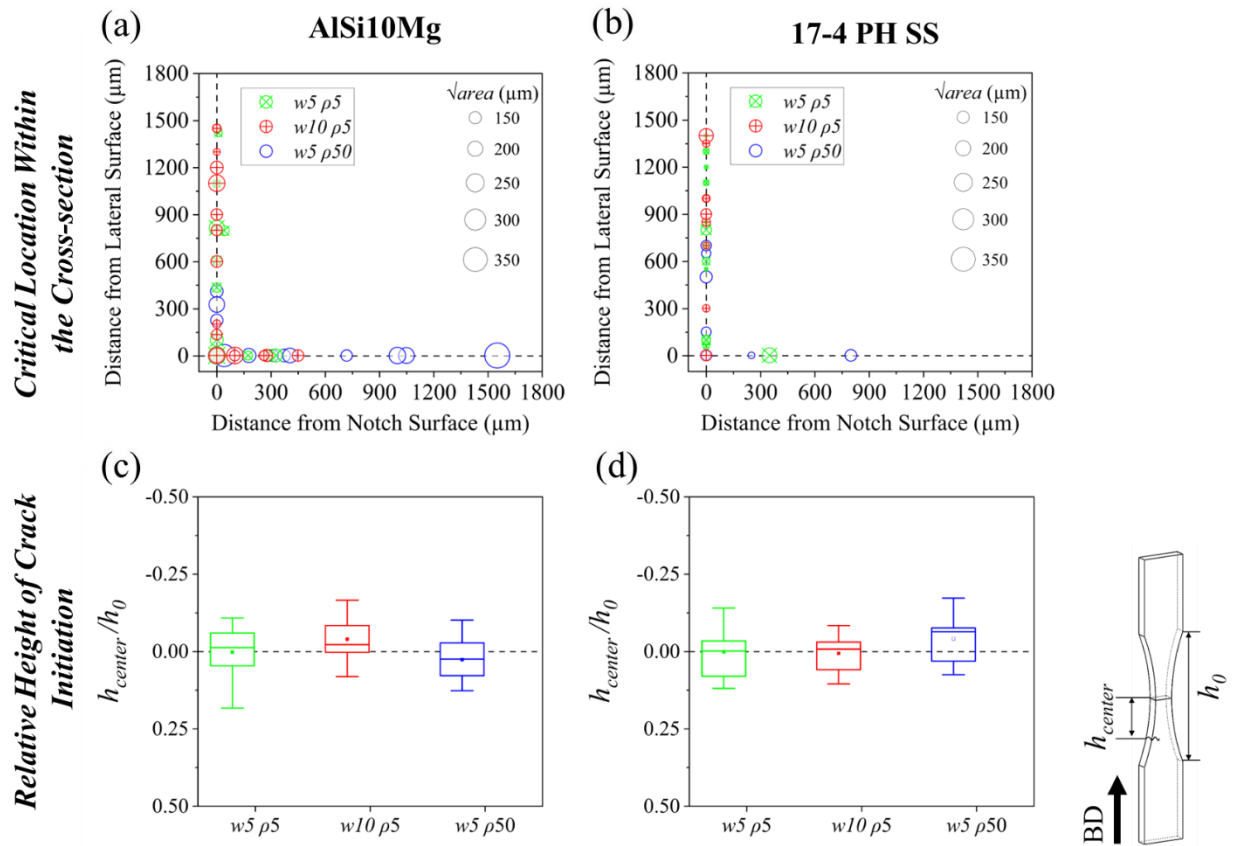 (a)
AlSi10Mg
(b)
17-4 PH SS
Critical Location Within
the Cross-section
Distance from Lateral Surface (μm)
1800
1500
1200
900
600
300
0
w5 ρ5
w10 ρ5
w5 ρ50
√area (μm)
150
200
250
300
350
0 300 600 900 1200 1500 1800
Distance from Notch Surface (μm)
Distance from Lateral Surface (μm)
1800
1500
1200
900
600
300
0
w5 ρ5
w10 ρ5
w5 ρ50
√area (μm)
150
200
250
300
350
0 300 600 900 1200 1500 1800
Distance from Notch Surface (μm)
(c)
(d)
Relative Height of Crack
Initiation
h_center/h_0
-0.50
-0.25
0.00
0.25
0.50
w5 ρ5 w10 ρ5 w5 ρ50
h_center/h_0
-0.50
-0.25
0.00
0.25
0.50
w5 ρ5 w10 ρ5 w5 ρ50
h_center
h_0
BD